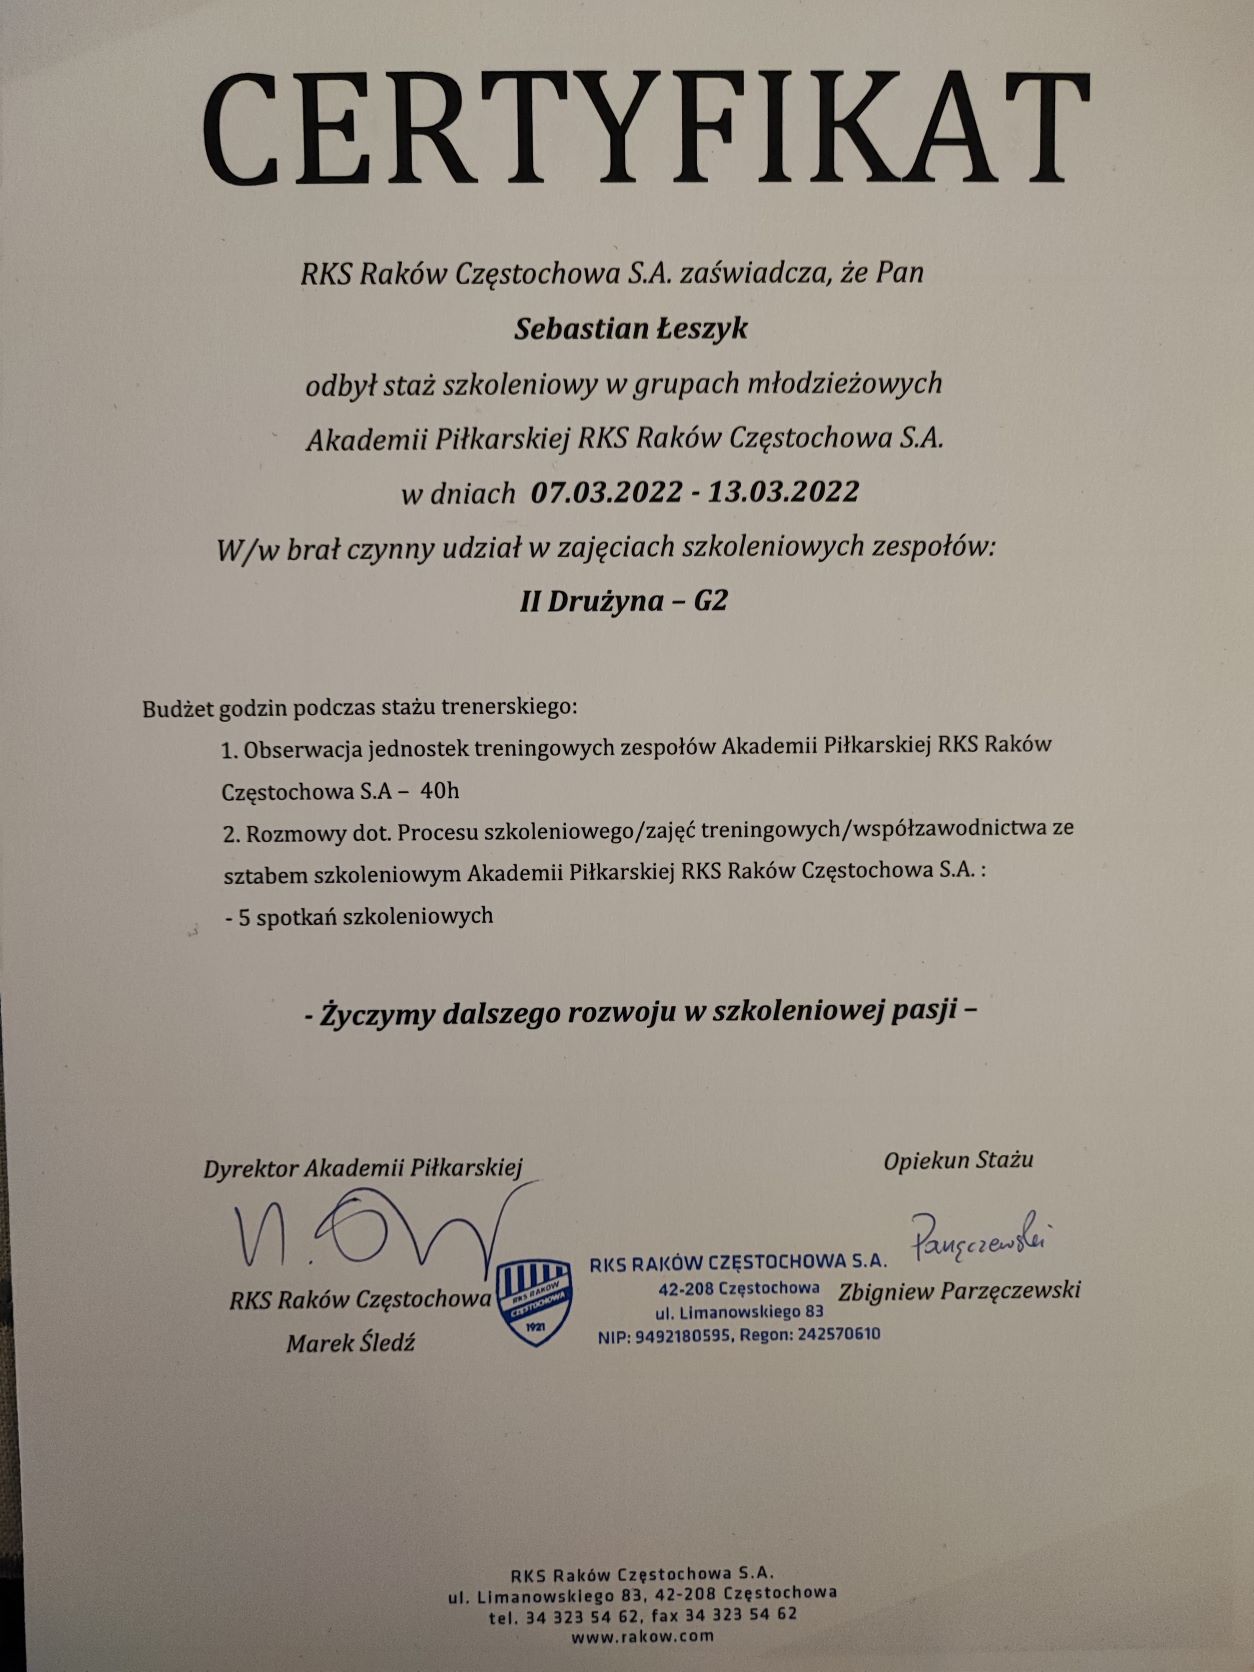 CERTYFIKAT
RKS Raków Częstochowa S.A. zaświadcza, że Pan
Sebastian Łeszyk
odbył staż szkoleniowy w grupach młodzieżowych
Akademii Piłkarskiej RKS Raków Częstochowa S.A.
w dniach 07.03.2022 - 13.03.2022
W/w brał czynny udział w zajęciach szkoleniowych zespołów:
II Drużyna – G2
Budżet godzin podczas stażu trenerskiego:
1. Obserwacja jednostek treningowych zespołów Akademii Piłkarskiej RKS Raków
Częstochowa S.A – 40h
2. Rozmowy dot. Procesu szkoleniowego/zajęć treningowych/współzawodnictwa ze
sztabem szkoleniowym Akademii Piłkarskiej RKS Raków Częstochowa S.A. :
- 5 spotkań szkoleniowych
- Życzymy dalszego rozwoju w szkoleniowej pasji –
Dyrektor Akademii Piłkarskiej
RKS Raków Częstochowa
Marek Śledź
RKS RAKÓW
CZĘSTOCHOWA
1921
RKS RAKÓW CZĘSTOCHOWA S.A.
42-208 Częstochowa
ul. Limanowskiego 83
NIP: 9492180595, Regon: 242570610
Opiekun Stażu
Parzęczewski
Zbigniew Parzęczewski
RKS Raków Częstochowa S.A.
ul. Limanowskiego 83, 42-208 Częstochowa
tel. 34 323 54 62, fax 34 323 54 62
www.rakow.com